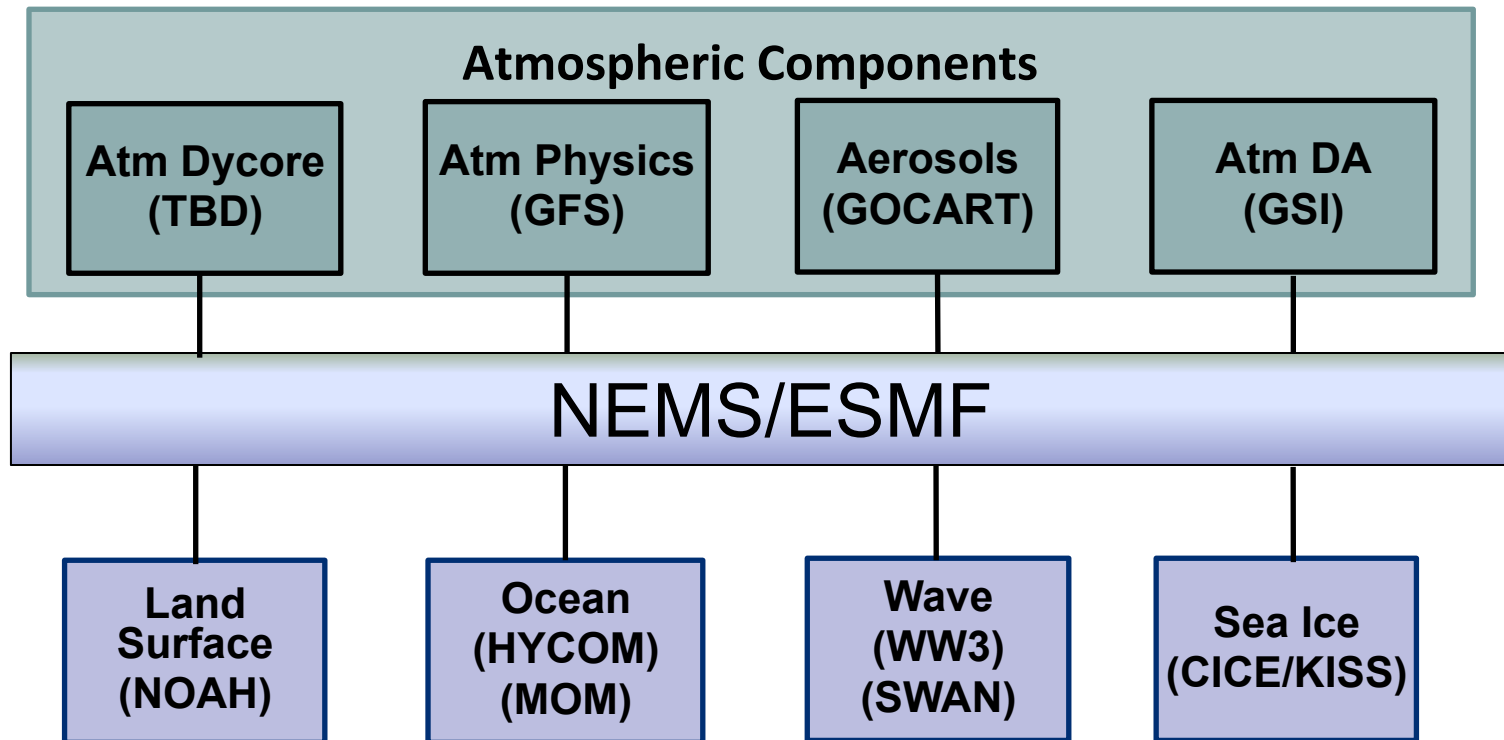 Atmospheric Components
Atm Dycore
(TBD)
Atm Physics
(GFS)
Aerosols
(GOCART)
Atm DA
(GSI)
NEMS/ESMF
Land
Surface
(NOAH)
Ocean
(HYCOM)
(MOM)
Wave
(WW3)
(SWAN)
Sea Ice
(CICE/KISS)